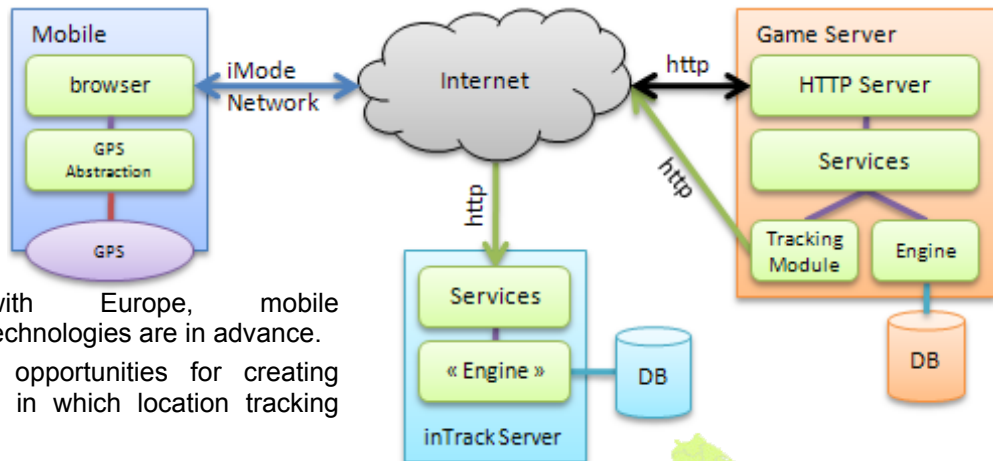 Mobile
browser
GPS
Abstraction
GPS
iMode
Network
Internet
http
http
http
Game Server
HTTP Server
Services
Tracking
Module
Engine
DB
Services
« Engine »
inTrack Server
DB
with Europe, mobile
technologies are in advance.
opportunities for creating
in which location tracking